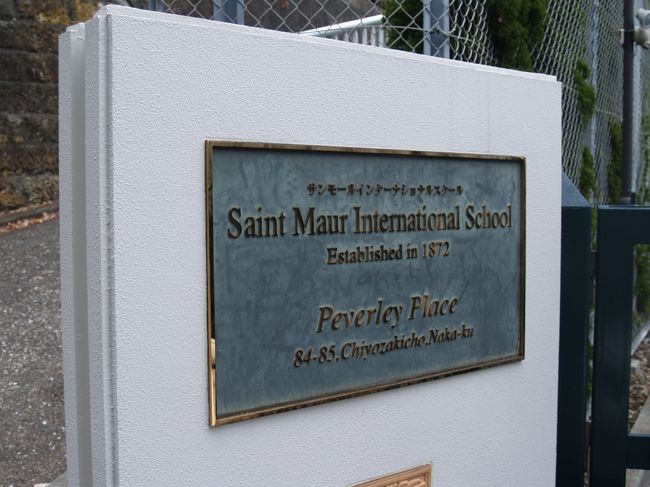 サンモールインターナショナルスクール
Saint Maur International School
Established in 1872
Peverley Place
84-85,Chiyozakicho,Naka-ku